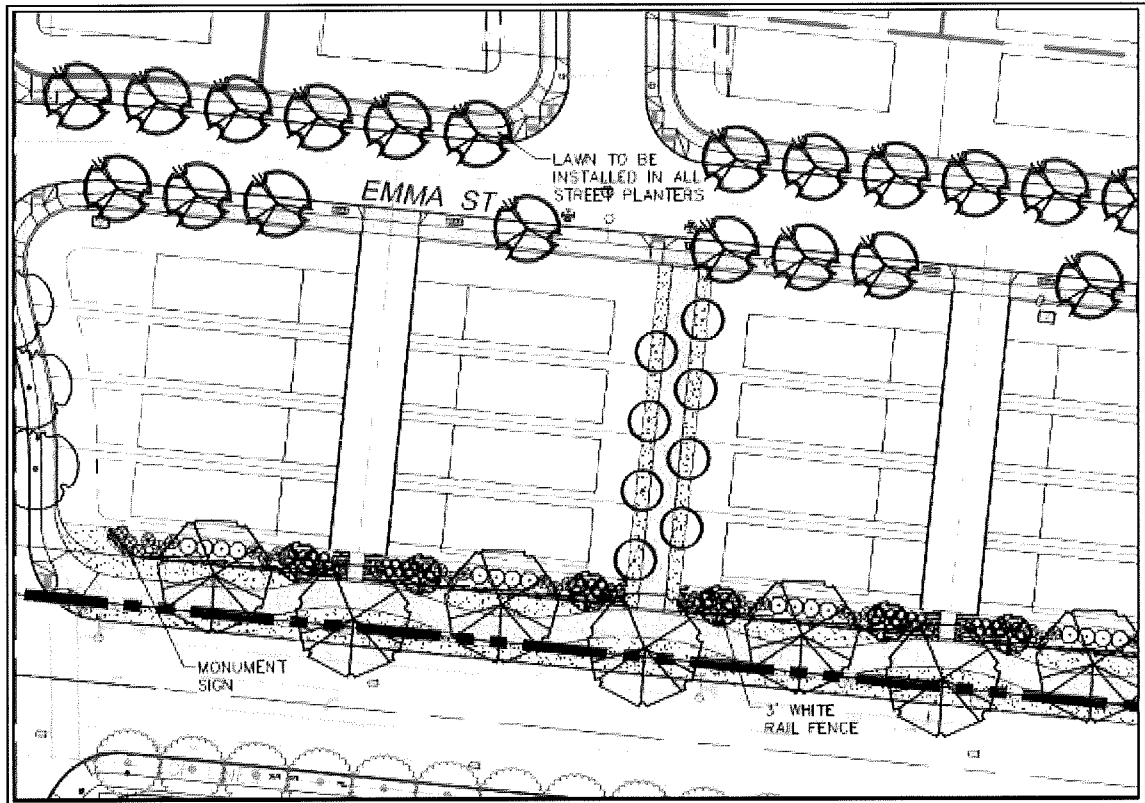 LAWN TO BE
INSTALLED IN ALL
STREET PLANTERS
EMMA ST
MONUMENT
SIGN
3' WHITE
RAIL FENCE